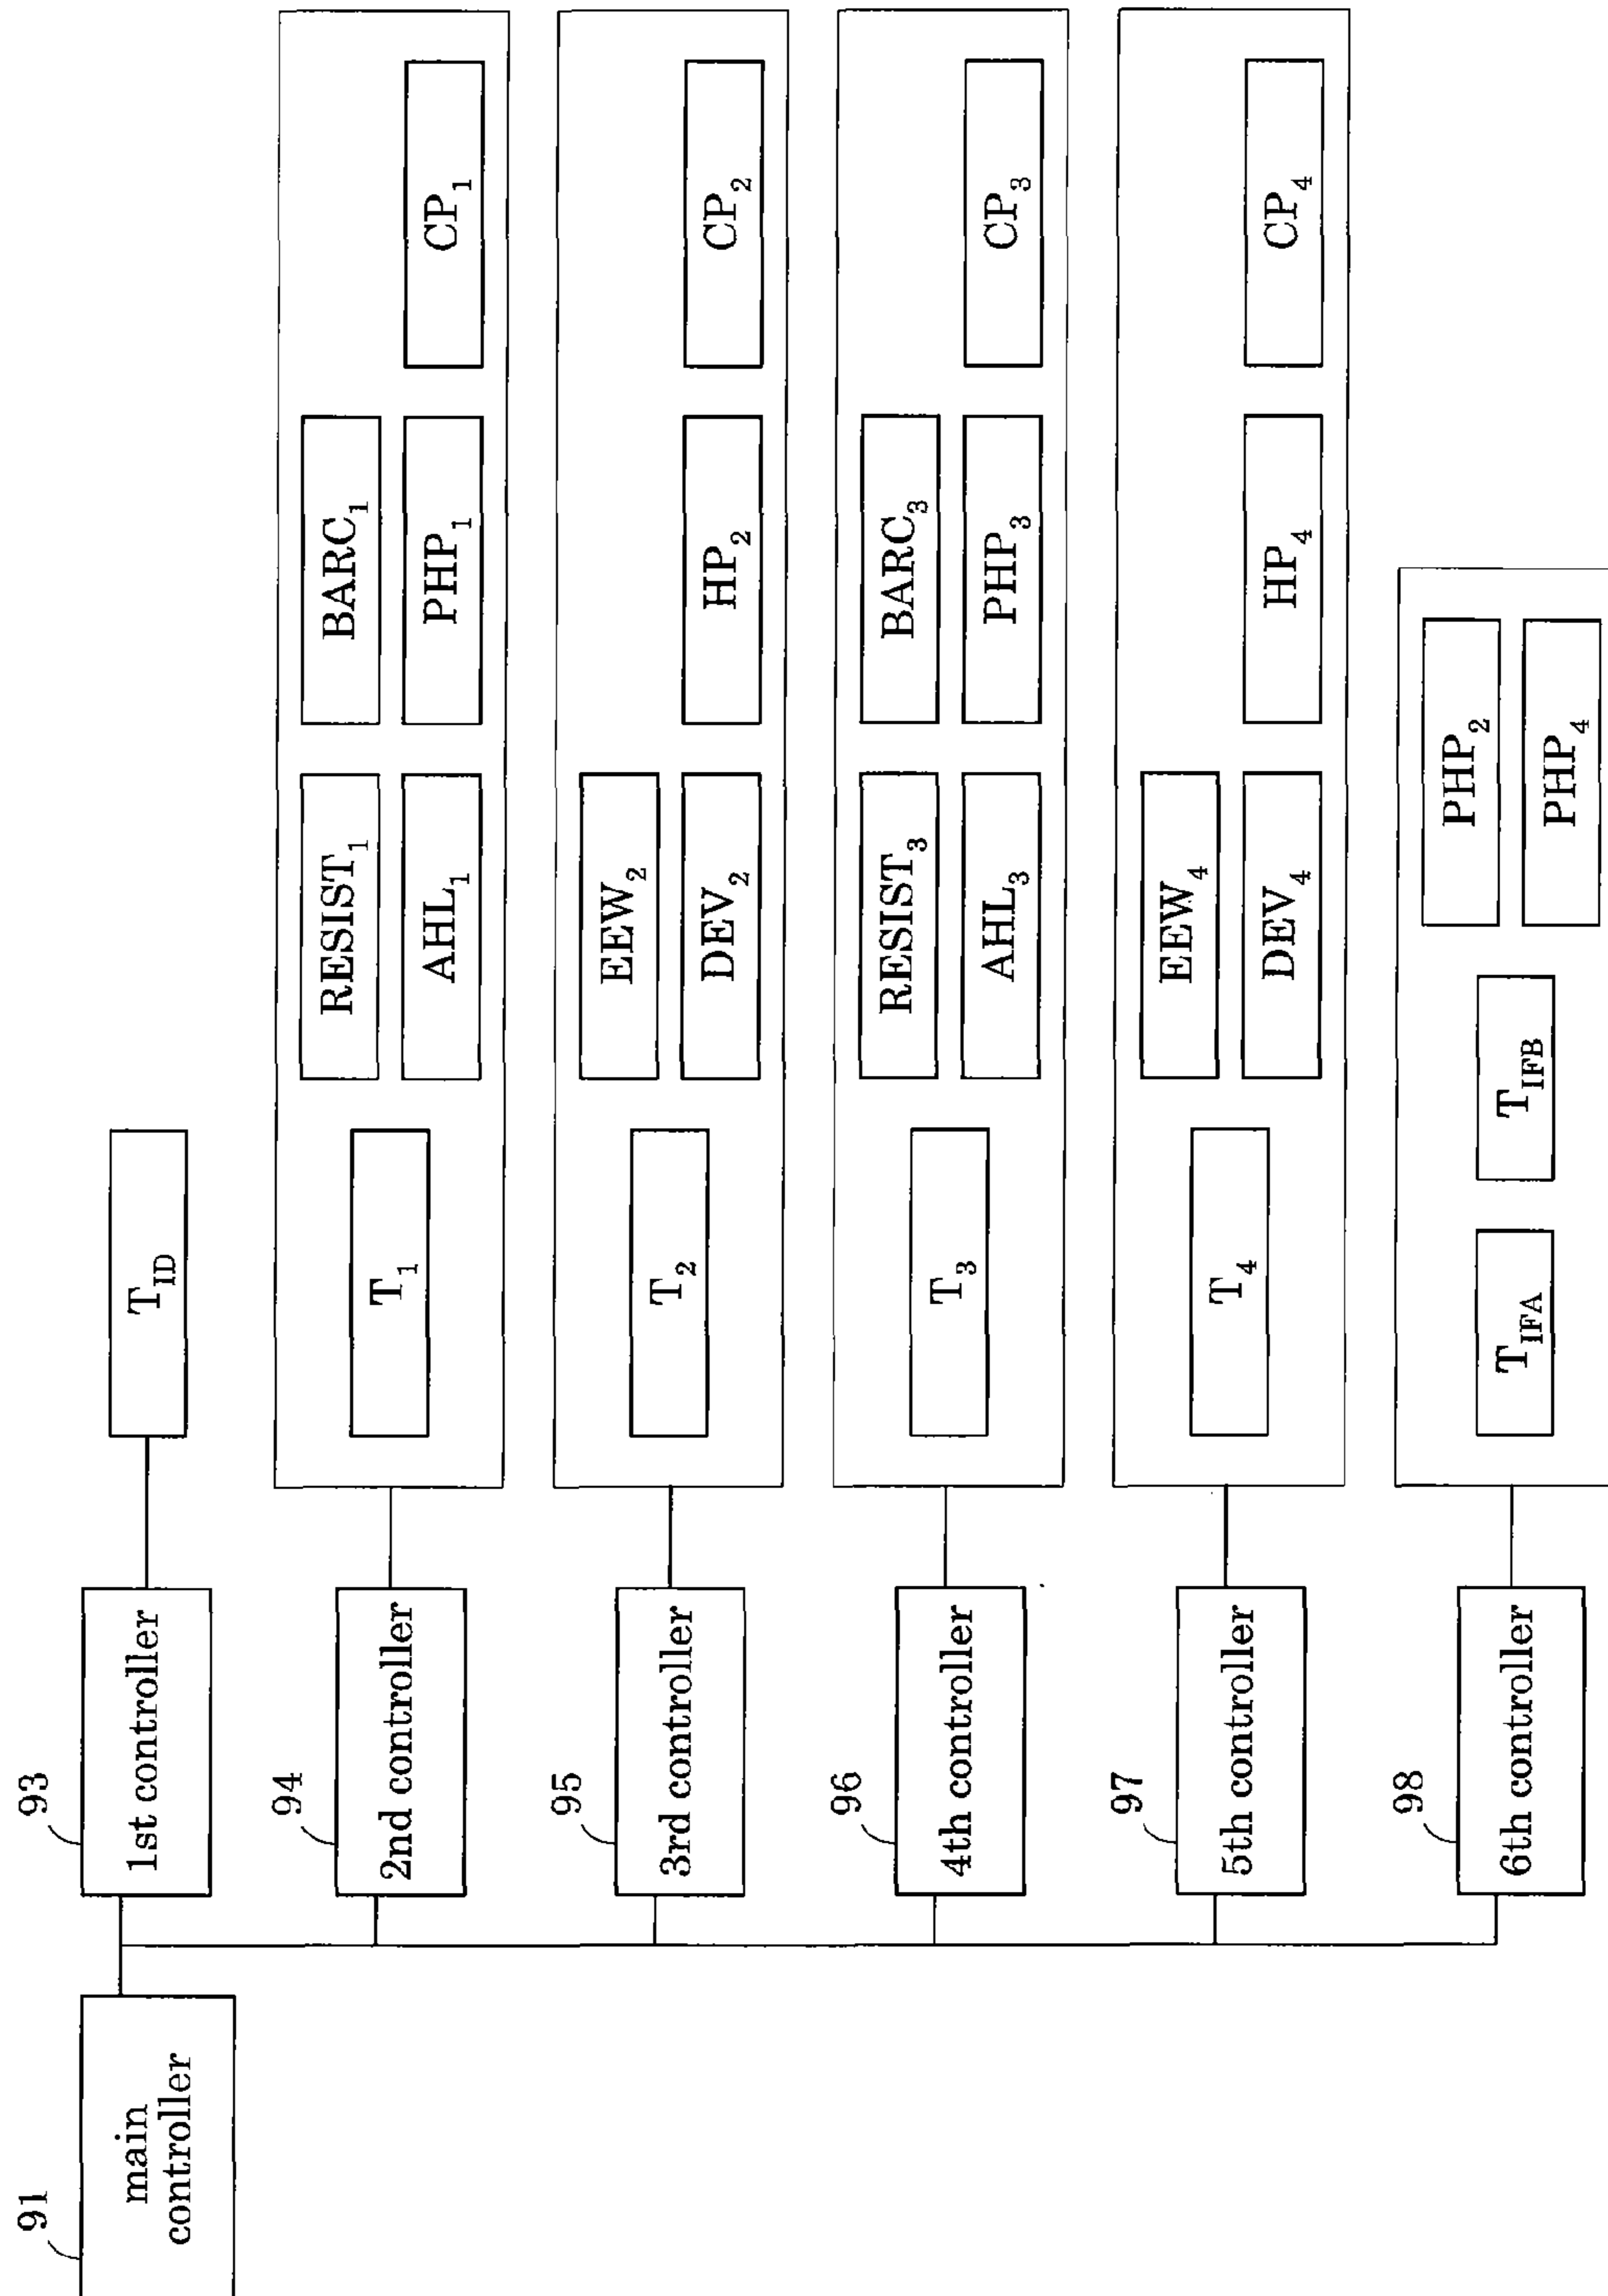 91
main
controller
93
1st controller
T_ID
94
2nd controller
T_1
RESIST_1
BARC_1
AHL_1
PHP_1
CP_1
95
3rd controller
T_2
EEW_2
DEV_2
HP_2
CP_2
96
4th controller
T_3
RESIST_3
BARC_3
AHL_3
PHP_3
CP_3
97
5th controller
T_4
EEW_4
DEV_4
HP_4
CP_4
98
6th controller
T_IFA
T_IFB
PHP_2
PHP_4